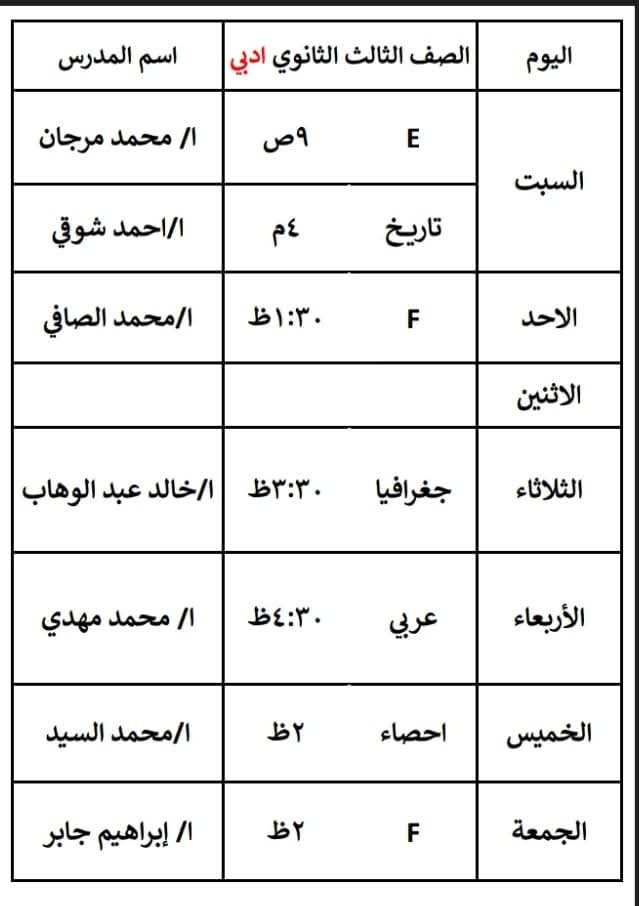 اليوم الصف الثالث الثانوي ادبي اسم المدرس
السبت
E ٩ص ا/ محمد مرجان
تاريخ ٤م ا/احمد شوقي
الاحد F ١:٣٠ظ ا/محمد الصافي
الاثنين
الثلاثاء جغرافيا ٣:٣٠ظ ا/خالد عبد الوهاب
الأربعاء عربي ٤:٣٠ظ ا/ محمد مهدي
الخميس احصاء ٢ظ ا/محمد السيد
الجمعة F ٢ظ ا/ إبراهيم جابر